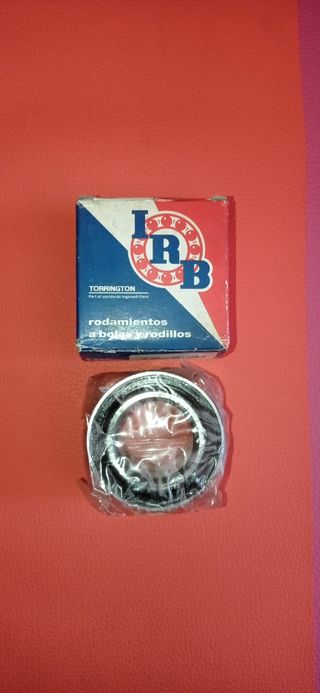 IRB
TORRINGTON
Part of worldwide Ingersoll-Rand
rodamientos
a bolas y rodillos